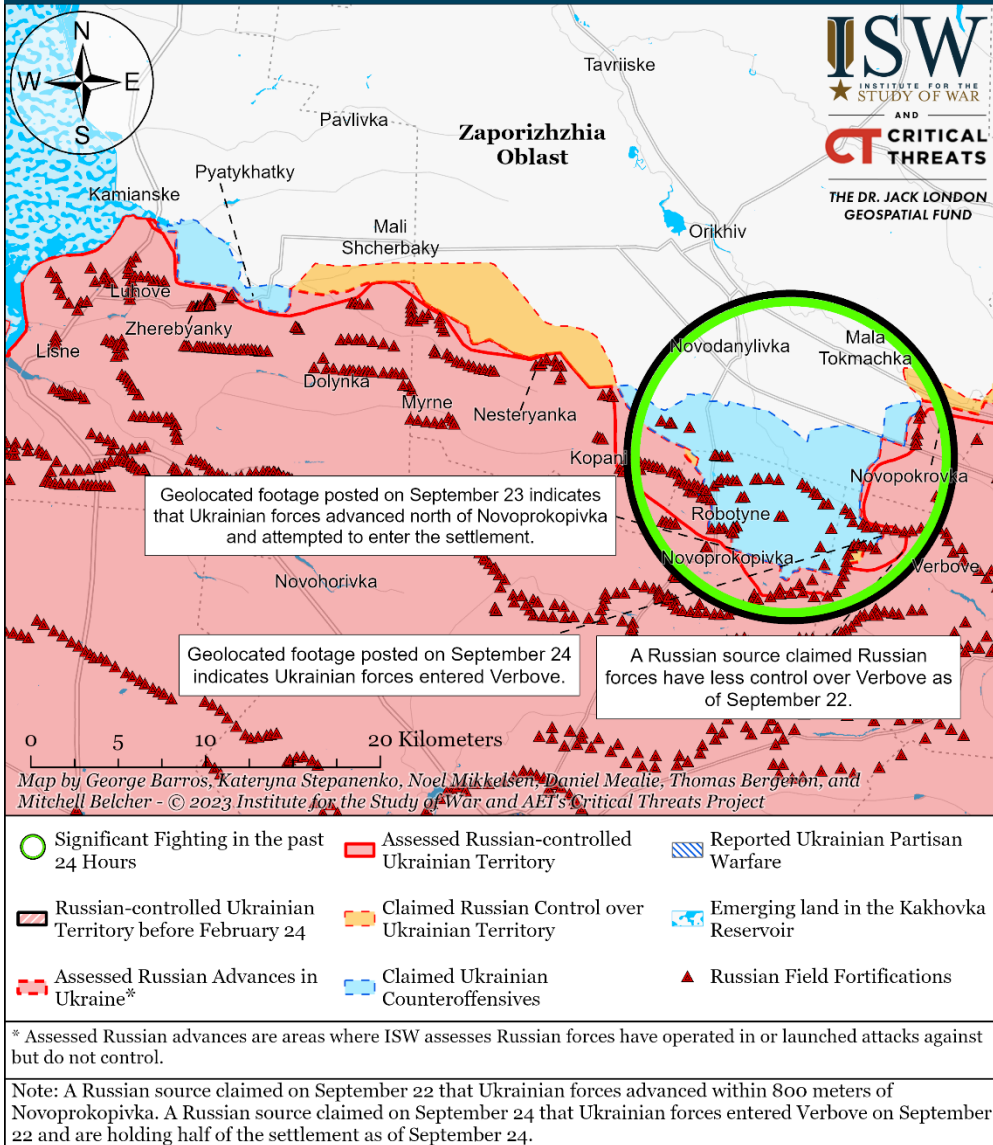 N
W E
S
ISW
INSTITUTE FOR THE
STUDY OF WAR
AND
CT CRITICAL
THREATS
THE DR. JACK LONDON
GEOSPATIAL FUND
Tavriiske
Pavlivka
Zaporizhzhia
Oblast
Pyatykhatky
Kamianske
Mali
Shcherbaky
Orikhiv
Luhove
Zherebyanky
Lisne
Dolynka
Myrne
Nesteryanka
Novodanylivka
Mala
Tokmachka
Kopani
Novopokrovka
Robotyne
Novoprokopivka
Verbove
Novohorivka
Geolocated footage posted on September 23 indicates
that Ukrainian forces advanced north of Novoprokopivka
and attempted to enter the settlement.
Geolocated footage posted on September 24
indicates Ukrainian forces entered Verbove.
A Russian source claimed Russian
forces have less control over Verbove as
of September 22.
0 5 10 20 Kilometers
Map by George Barros, Kateryna Stepanenko, Noel Mikkelsen, Daniel Mealie, Thomas Bergeron, and
Mitchell Belcher - © 2023 Institute for the Study of War and AEI's Critical Threats Project
Significant Fighting in the past
24 Hours
Assessed Russian-controlled
Ukrainian Territory
Reported Ukrainian Partisan
Warfare
Russian-controlled Ukrainian
Territory before February 24
Claimed Russian Control over
Ukrainian Territory
Emerging land in the Kakhovka
Reservoir
Assessed Russian Advances in
Ukraine*
Claimed Ukrainian
Counteroffensives
Russian Field Fortifications
* Assessed Russian advances are areas where ISW assesses Russian forces have operated in or launched attacks against
but do not control.
Note: A Russian source claimed on September 22 that Ukrainian forces advanced within 800 meters of
Novoprokopivka. A Russian source claimed on September 24 that Ukrainian forces entered Verbove on September
22 and are holding half of the settlement as of September 24.